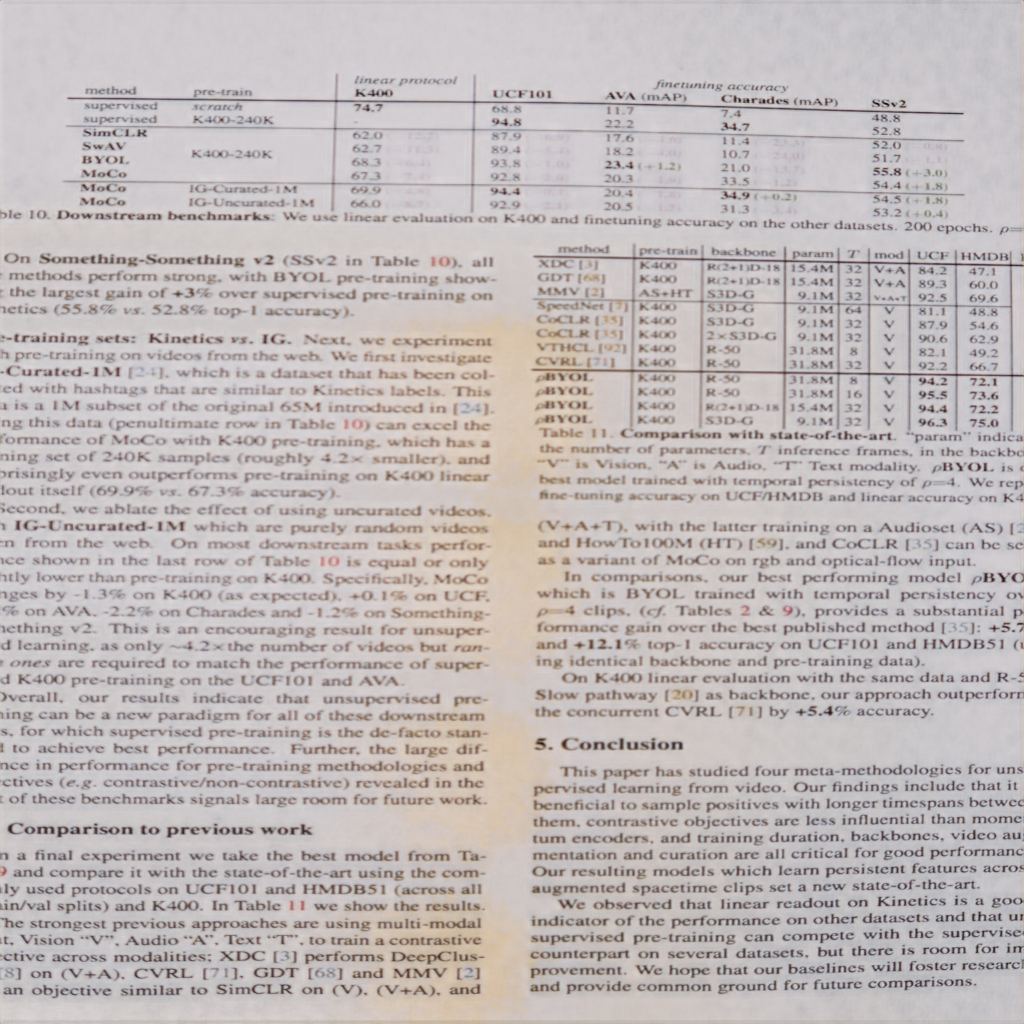 linear protocol finetuning accuracy
method pre-train K400 UCF101 AVA (mAP) Charades (mAP) SSv2
supervised scratch 74.7 68.8 11.7 7.4 48.8
supervised K400-240K - 94.8 22.2 34.7 52.8
SimCLR 62.0 87.9 17.6 11.4 52.0
SwAV 62.7 89.4 18.2 10.7 51.7
BYOL K400-240K 68.3 93.8 23.4 (+1.2) 21.0 55.8 (+3.0)
MoCo 67.3 92.8 20.3 33.5 54.4 (+1.8)
MoCo IG-Curated-1M 69.9 94.4 20.4 34.9 (+0.2) 54.5 (+1.8)
MoCo IG-Uncurated-1M 66.0 92.9 20.5 31.3 53.2 (+0.4)
ble 10. Downstream benchmarks: We use linear evaluation on K400 and finetuning accuracy on the other datasets. 200 epochs. ρ=
On Something-Something v2 (SSv2 in Table 10), all
methods perform strong, with BYOL pre-training show-
the largest gain of +3% over supervised pre-training on
netics (55.8% vs. 52.8% top-1 accuracy).
e-training sets: Kinetics vs. IG. Next, we experiment
h pre-training on videos from the web. We first investigate
-Curated-1M [24], which is a dataset that has been col-
ted with hashtags that are similar to Kinetics labels. This
a is a 1M subset of the original 65M introduced in [24].
ng this data (penultimate row in Table 10) can excel the
formance of MoCo with K400 pre-training, which has a
ning set of 240K samples (roughly 4.2× smaller), and
prisingly even outperforms pre-training on K400 linear
dout itself (69.9% vs. 67.3% accuracy).
Second, we ablate the effect of using uncurated videos,
h IG-Uncurated-1M which are purely random videos
en from the web. On most downstream tasks perfor-
nce shown in the last row of Table 10 is equal or only
htly lower than pre-training on K400. Specifically, MoCo
nges by -1.3% on K400 (as expected), +0.1% on UCF,
% on AVA, -2.2% on Charades and -1.2% on Something-
nething v2. This is an encouraging result for unsuper-
d learning, as only ~4.2× the number of videos but ran-
ones are required to match the performance of super-
d K400 pre-training on the UCF101 and AVA.
Overall, our results indicate that unsupervised pre-
ning can be a new paradigm for all of these downstream
s, for which supervised pre-training is the de-facto stan-
d to achieve best performance. Further, the large dif-
nce in performance for pre-training methodologies and
ectives (e.g. contrastive/non-contrastive) revealed in the
t of these benchmarks signals large room for future work.
Comparison to previous work
n a final experiment we take the best model from Ta-
9 and compare it with the state-of-the-art using the com-
nly used protocols on UCF101 and HMDB51 (across all
ain/val splits) and K400. In Table 11 we show the results.
The strongest previous approaches are using multi-modal
ut, Vision "V", Audio "A", Text "T", to train a contrastive
ective across modalities; XDC [3] performs DeepClus-
[8] on (V+A), CVRL [71], GDT [68] and MMV [2]
an objective similar to SimCLR on (V), (V+A), and
method pre-train backbone param T mod UCF HMDB
XDC [3] K400 R(2+1)D-18 15.4M 32 V+A 84.2 47.1
GDT [68] K400 R(2+1)D-18 15.4M 32 V+A 89.3 60.0
MMV [2] AS+HT S3D-G 9.1M 32 V+A+T 92.5 69.6
SpeedNet [7] K400 S3D-G 9.1M 64 V 81.1 48.8
CoCLR [35] K400 S3D-G 9.1M 32 V 87.9 54.6
CoCLR [35] K400 2×S3D-G 9.1M 32 V 90.6 62.9
VTHCL [92] K400 R-50 31.8M 8 V 82.1 49.2
CVRL [71] K400 R-50 31.8M 32 V 92.2 66.7
ρBYOL K400 R-50 31.8M 8 V 94.2 72.1
ρBYOL K400 R-50 31.8M 16 V 95.5 73.6
ρBYOL K400 R(2+1)D-18 15.4M 32 V 94.4 72.2
ρBYOL K400 S3D-G 9.1M 32 V 96.3 75.0
Table 11. Comparison with state-of-the-art. "param" indica
the number of parameters, T inference frames, in the backbo
"V" is Vision, "A" is Audio, "T" Text modality. ρBYOL is
best model trained with temporal persistency of ρ=4. We rep
fine-tuning accuracy on UCF/HMDB and linear accuracy on K4
(V+A+T), with the latter training on a Audioset (AS)
and HowTo100M (HT) [59], and CoCLR [35] can be se
as a variant of MoCo on rgb and optical-flow input.
In comparisons, our best performing model ρBYO
which is BYOL trained with temporal persistency ov
ρ=4 clips, (cf. Tables 2 & 9), provides a substantial p
formance gain over the best published method [35]: +5.7
and +12.1% top-1 accuracy on UCF101 and HMDB51 (u
ing identical backbone and pre-training data).
On K400 linear evaluation with the same data and R-5
Slow pathway [20] as backbone, our approach outperforn
the concurrent CVRL [71] by +5.4% accuracy.
5. Conclusion
This paper has studied four meta-methodologies for uns
pervised learning from video. Our findings include that it
beneficial to sample positives with longer timespans betwee
them, contrastive objectives are less influential than mome
tum encoders, and training duration, backbones, video au
mentation and curation are all critical for good performanc
Our resulting models which learn persistent features acros
augmented spacetime clips set a new state-of-the-art.
We observed that linear readout on Kinetics is a goo
indicator of the performance on other datasets and that un
supervised pre-training can compete with the supervise
counterpart on several datasets, but there is room for im
provement. We hope that our baselines will foster research
and provide common ground for future comparisons.